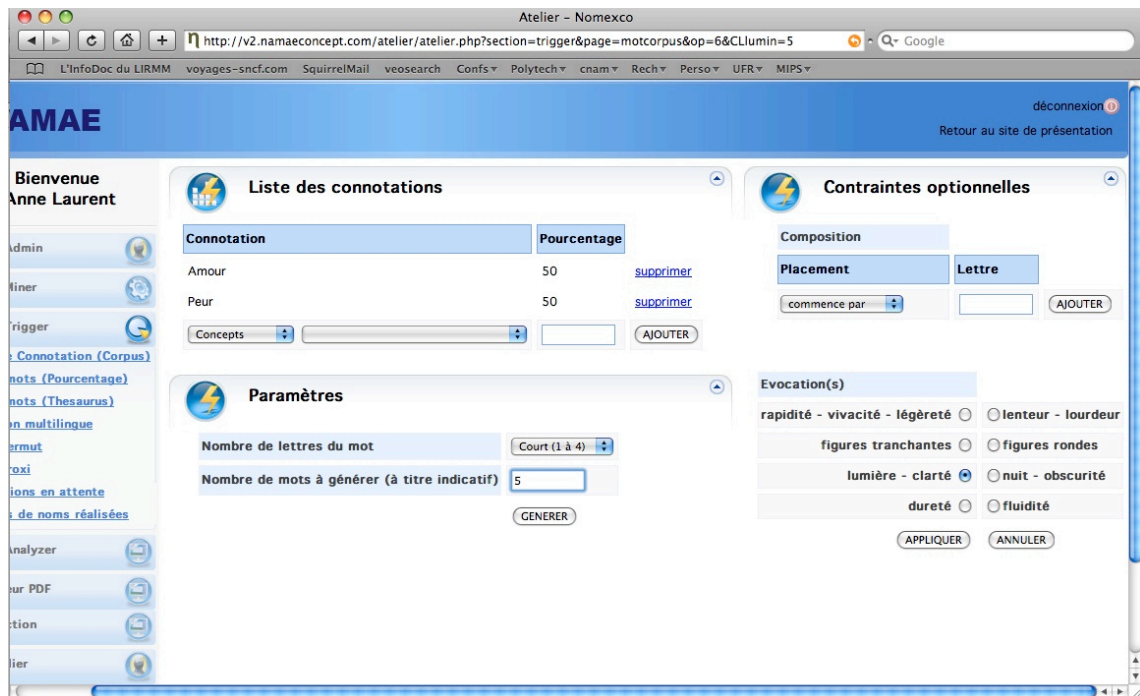 Atelier – Nomexco
http://v2.namaeconcept.com/atelier/atelier.php?section=trigger&page=motcorpus&op=6&CLlumin=5
Google
L'InfoDoc du LIRMM voyages-sncf.com SquirrelMail veosearch Confs Polytech cnam Rech Perso UFR MIPS
AMAE
déconnexion
Retour au site de présentation
Bienvenue
Anne Laurent
Admin
Miner
Trigger
e Connotation (Corpus)
mots (Pourcentage)
mots (Thesaurus)
on multilingue
ermut
roxi
ions en attente
s de noms réalisées
Analyzer
eur PDF
ction
lier
Liste des connotations
Connotation Pourcentage
Amour 50 supprimer
Peur 50 supprimer
Concepts AJOUTER
Paramètres
Nombre de lettres du mot Court (1 à 4)
Nombre de mots à générer (à titre indicatif) 5
GENERER
Contraintes optionnelles
Composition
Placement Lettre
commence par AJOUTER
Evocation(s)
rapidité - vivacité - légèreté lenteur - lourdeur
figures tranchantes figures rondes
lumière - clarté nuit - obscurité
dureté fluidité
APPLIQUER ANNULER